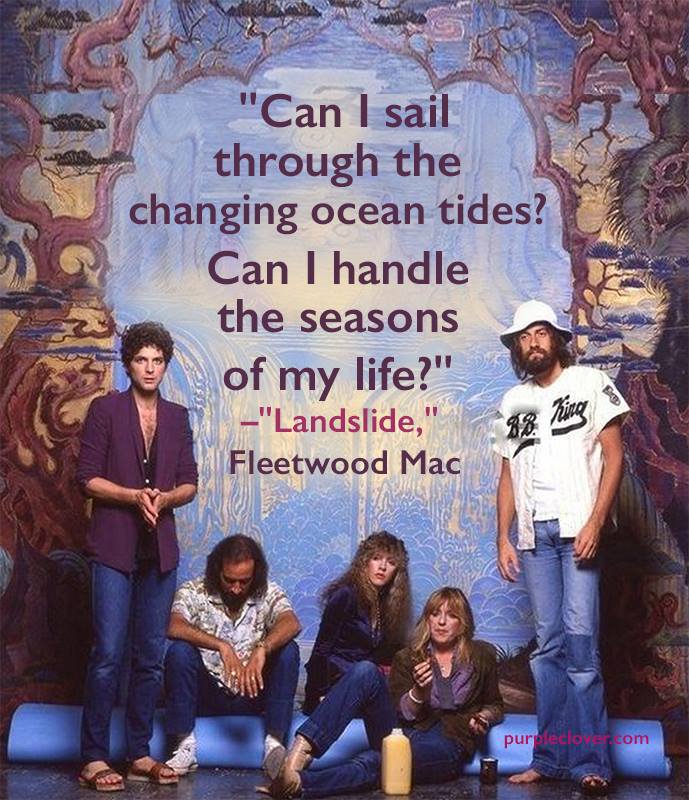 "Can I sail
through the
changing ocean tides?
Can I handle
the seasons
of my life?"
–"Landslide,"
Fleetwood Mac
B.B. King
purpleclover.com